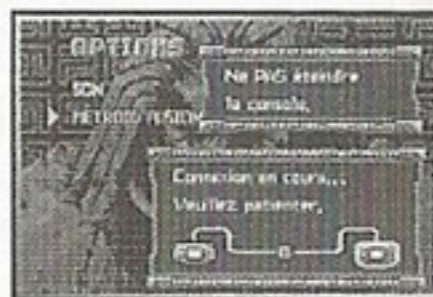 OPTIONS
SON
METROID FUSION
Ne PAS éteindre
la console.
Connexion en cours...
Veuillez patienter.